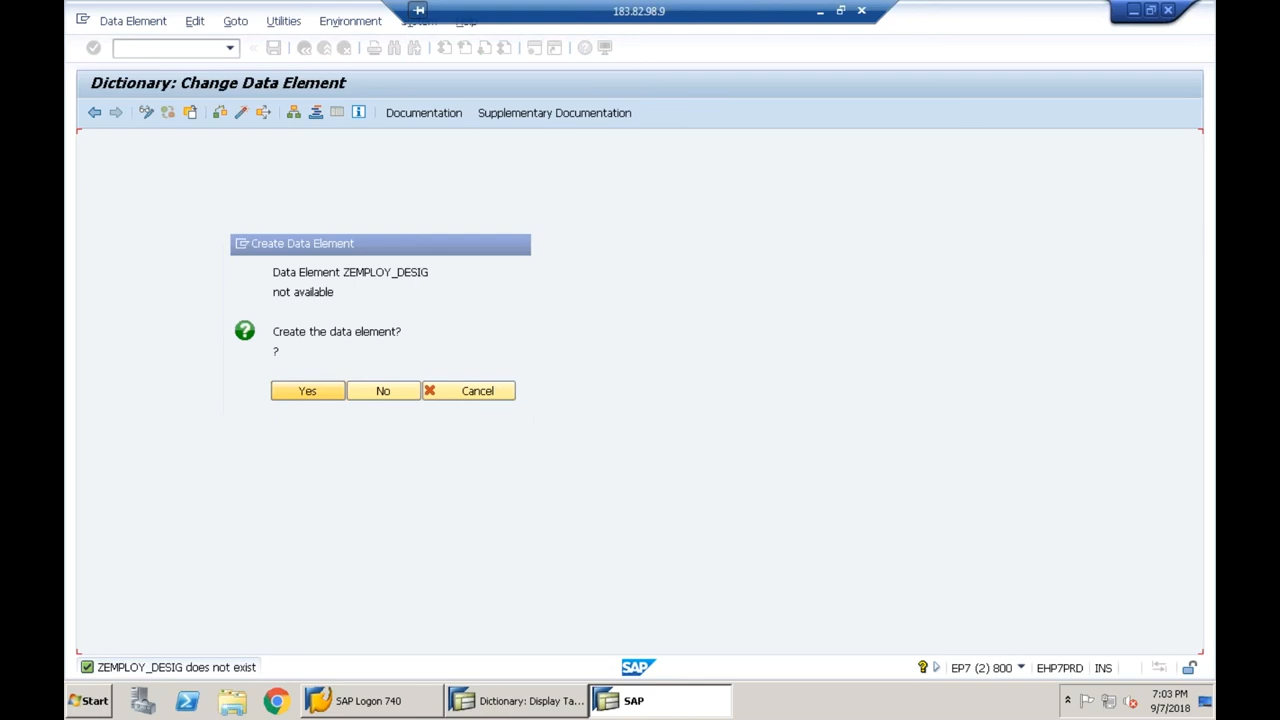 183.82.98.9
Data Element Edit Goto Utilities Environment
Dictionary: Change Data Element
Documentation Supplementary Documentation
Create Data Element
Data Element ZEMPLOY_DESIG
not available
Create the data element?
?
Yes No Cancel
ZEMPLOY_DESIG does not exist
SAP
EP7 (2) 800 EHP7PRD INS
Start
SAP Logon 740
Dictionary: Display Ta...
SAP
7:03 PM
9/7/2018